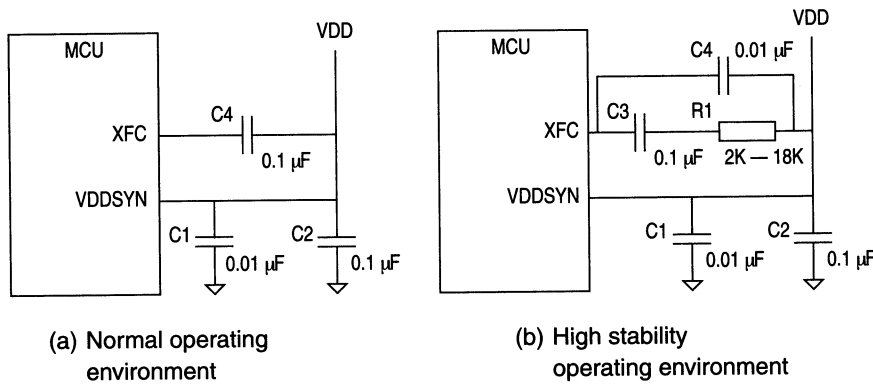 MCU
VDD
C4
XFC
0.1 µF
VDDSYN
C1
C2
0.01 µF
0.1 µF
(a) Normal operating
environment
MCU
VDD
C4 0.01 µF
C3
R1
XFC
0.1 µF
2K — 18K
VDDSYN
C1
C2
0.01 µF
0.1 µF
(b) High stability
operating environment